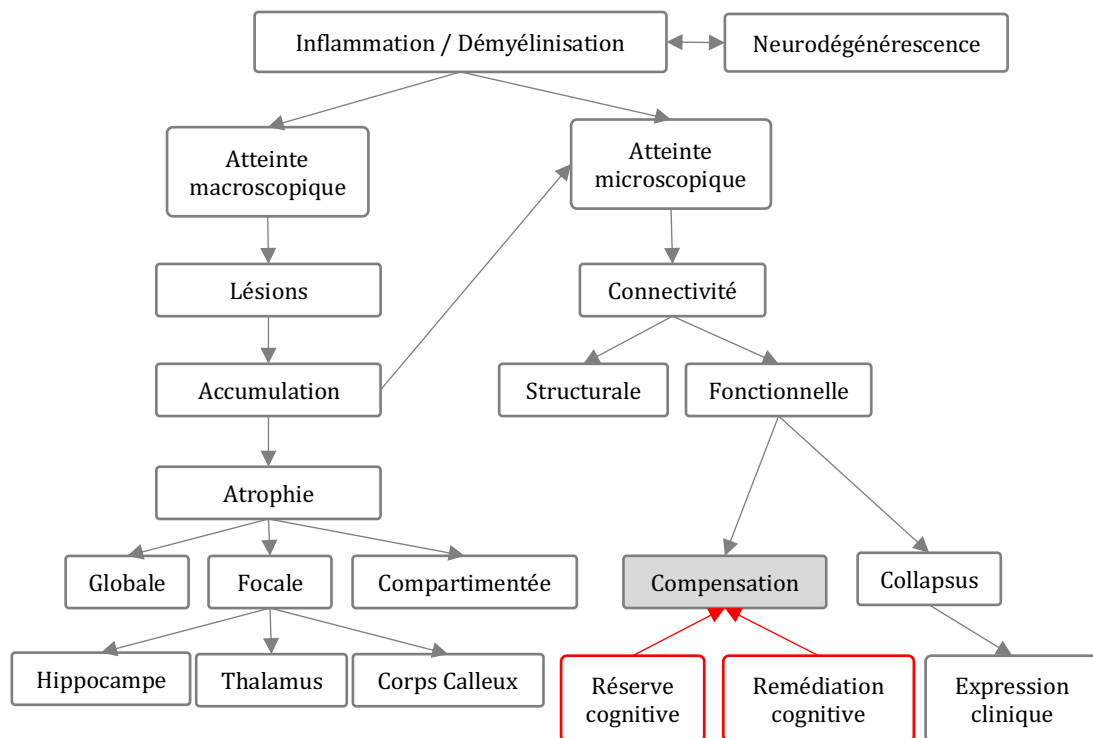 Inflammation / Démyélinisation
Neurodégénérescence
Atteinte
macroscopique
Atteinte
microscopique
Lésions
Connectivité
Accumulation
Structurale
Fonctionnelle
Atrophie
Globale
Focale
Compartimentée
Compensation
Collapsus
Hippocampe
Thalamus
Corps Calleux
Réserve
cognitive
Remédiation
cognitive
Expression
clinique